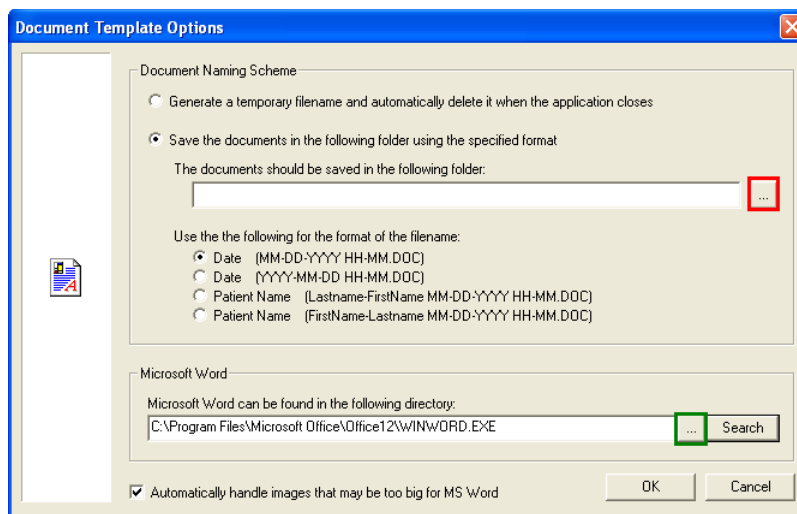 Document Template Options
Document Naming Scheme
Generate a temporary filename and automatically delete it when the application closes
Save the documents in the following folder using the specified format
The documents should be saved in the following folder:
...
Use the the following for the format of the filename:
Date (MM-DD-YYYY HH-MM.DOC)
Date (YYYY-MM-DD HH-MM.DOC)
Patient Name (Lastname-FirstName MM-DD-YYYY HH-MM.DOC)
Patient Name (FirstName-Lastname MM-DD-YYYY HH-MM.DOC)
Microsoft Word
Microsoft Word can be found in the following directory:
C:\Program Files\Microsoft Office\Office12\WINWORD.EXE ... Search
Automatically handle images that may be too big for MS Word
OK Cancel